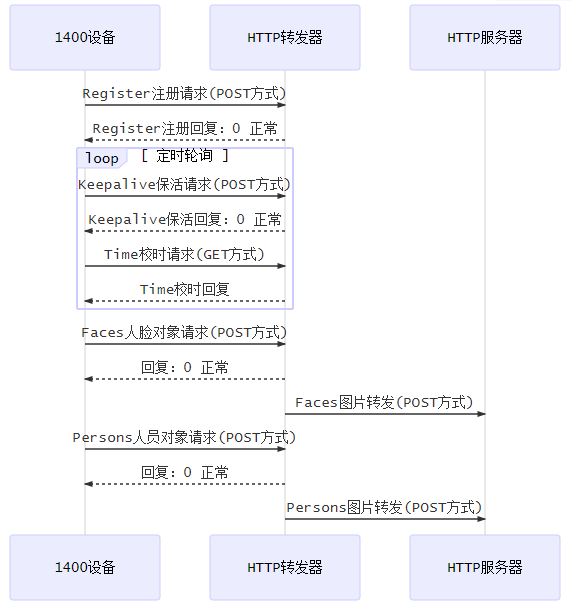 1400设备 HTTP转发器 HTTP服务器
Register注册请求(POST方式)
Register注册回复：0 正常
loop [ 定时轮询 ]
Keepalive保活请求(POST方式)
Keepalive保活回复：0 正常
Time校时请求(GET方式)
Time校时回复
Faces人脸对象请求(POST方式)
回复：0 正常
Faces图片转发(POST方式)
Persons人员对象请求(POST方式)
回复：0 正常
Persons图片转发(POST方式)
1400设备 HTTP转发器 HTTP服务器